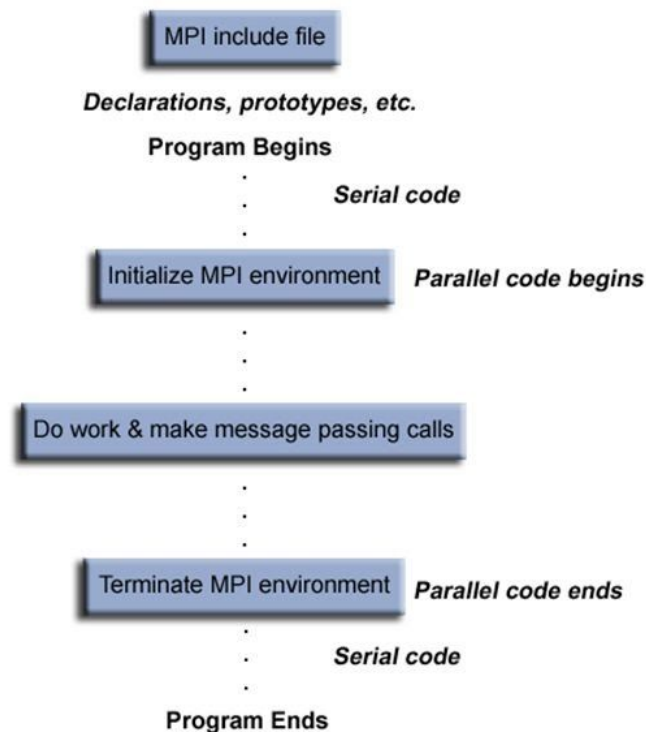 MPI include file
Declarations, prototypes, etc.
Program Begins
Serial code
Initialize MPI environment
Parallel code begins
Do work & make message passing calls
Terminate MPI environment
Parallel code ends
Serial code
Program Ends